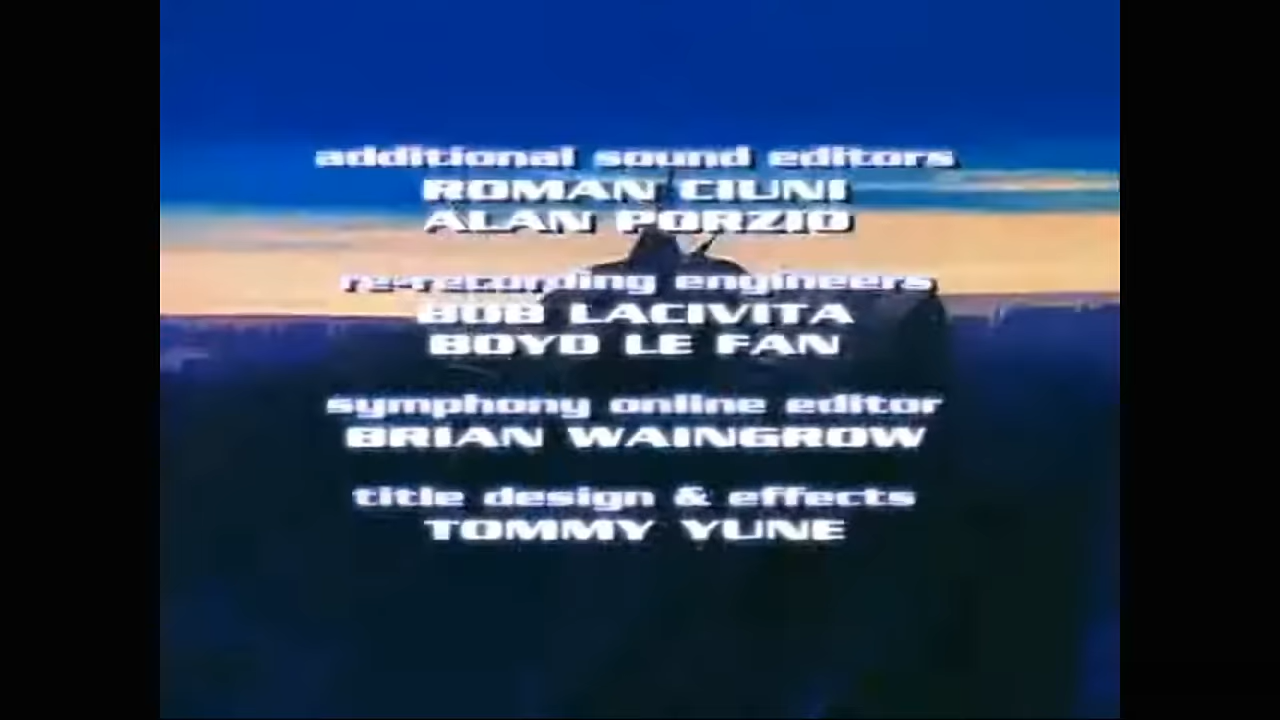 additional sound editors
ROMAN CIUNI
ALAN PORZIO
re-recording engineers
BOB LACIVITA
BOYD LE FAN
symphony online editor
BRIAN WAINGROW
title design & effects
TOMMY YUNE